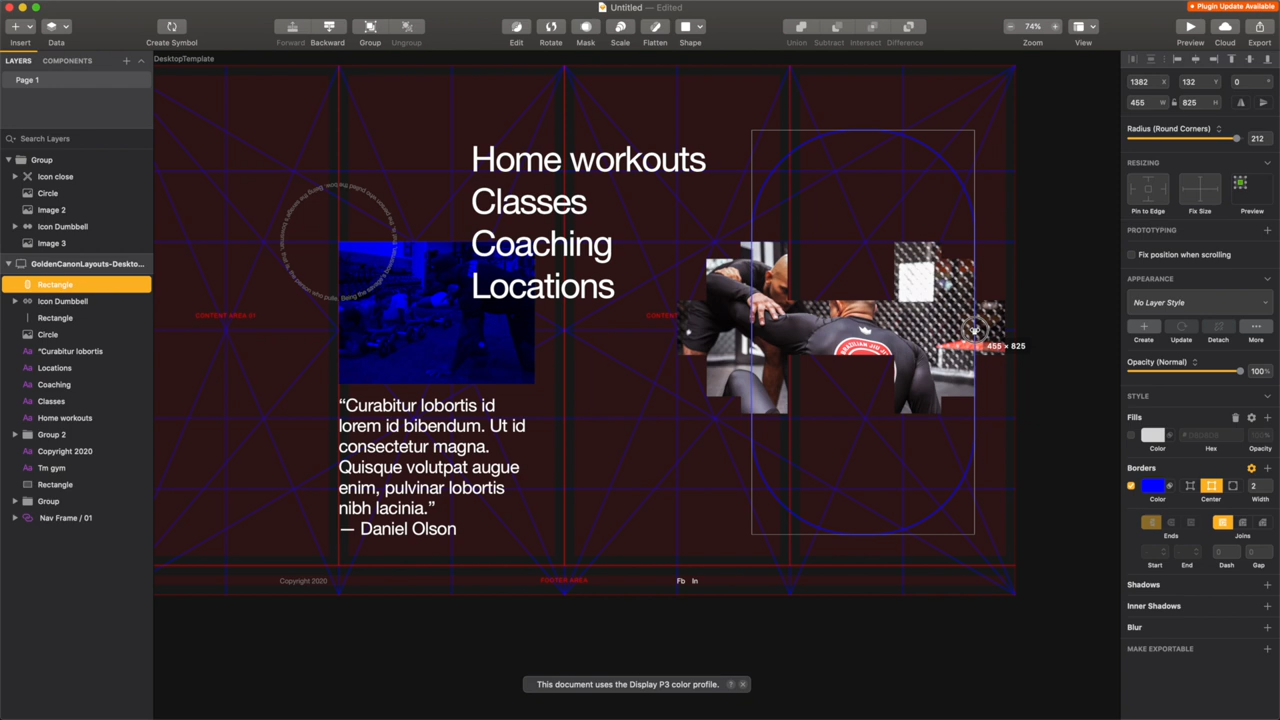 Untitled — Edited
Plugin Update Available
Insert
Data
Create Symbol
Forward
Backward
Group
Ungroup
Edit
Rotate
Mask
Scale
Flatten
Shape
Union
Subtract
Intersect
Difference
74%
Zoom
View
Preview
Cloud
Export
LAYERS
COMPONENTS
Page 1
Search Layers
Group
Icon close
Circle
Image 2
Icon Dumbbell
Image 3
GoldenCanonLayouts-Deskto...
Rectangle
Icon Dumbbell
Rectangle
Circle
"Curabitur lobortis
Locations
Coaching
Classes
Home workouts
Group 2
Copyright 2020
Tm gym
Rectangle
Group
Nav Frame / 01
DesktopTemplate
Home workouts
Classes
Coaching
Locations
CONTENT AREA-01
“Curabitur lobortis id
lorem id bibendum. Ut id
consectetur magna.
Quisque volutpat augue
enim, pulvinar lobortis
nibh lacinia.”
— Daniel Olson
BRAZILIAN JIU
455 × 825
Copyright 2020
FOOTER AREA
Fb In
This document uses the Display P3 color profile.
1382 X
132 Y
0 °
455 W
825 H
Radius (Round Corners)
212
RESIZING
Pin to Edge
Fix Size
Preview
PROTOTYPING
Fix position when scrolling
APPEARANCE
No Layer Style
Create
Update
Detach
More
Opacity (Normal)
100%
STYLE
Fills
# D8D8D8
100%
Color
Hex
Opacity
Borders
2
Color
Center
Width
Ends
Joins
0
0
Start
End
Dash
Gap
Shadows
Inner Shadows
Blur
MAKE EXPORTABLE